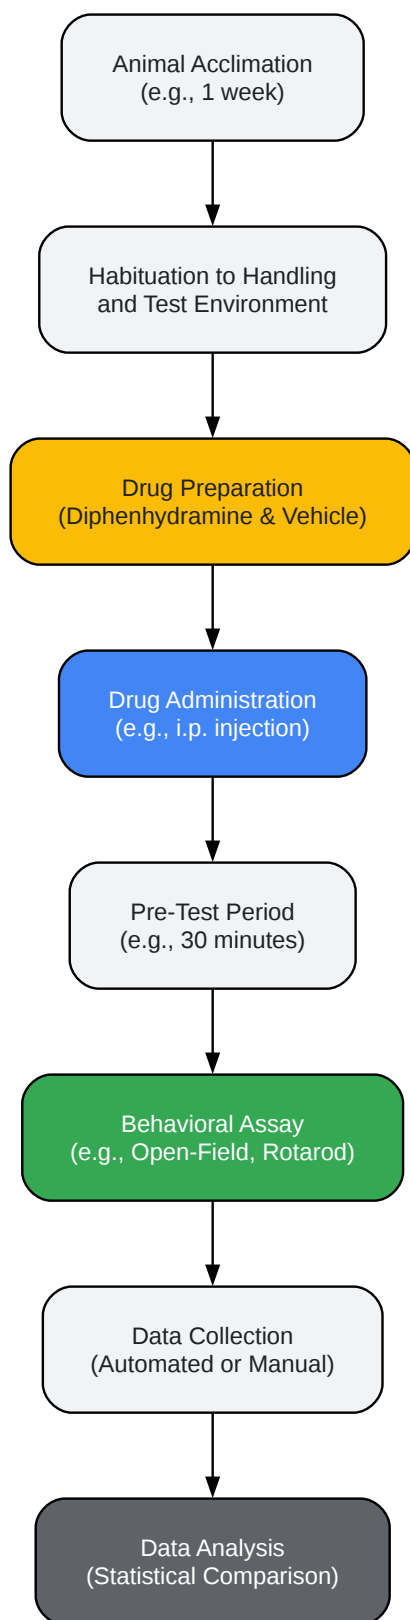 Animal Acclimation
(e.g., 1 week)
Habituation to Handling
and Test Environment
Drug Preparation
(Diphenhydramine & Vehicle)
Drug Administration
(e.g., i.p. injection)
Pre-Test Period
(e.g., 30 minutes)
Behavioral Assay
(e.g., Open-Field, Rotarod)
Data Collection
(Automated or Manual)
Data Analysis
(Statistical Comparison)